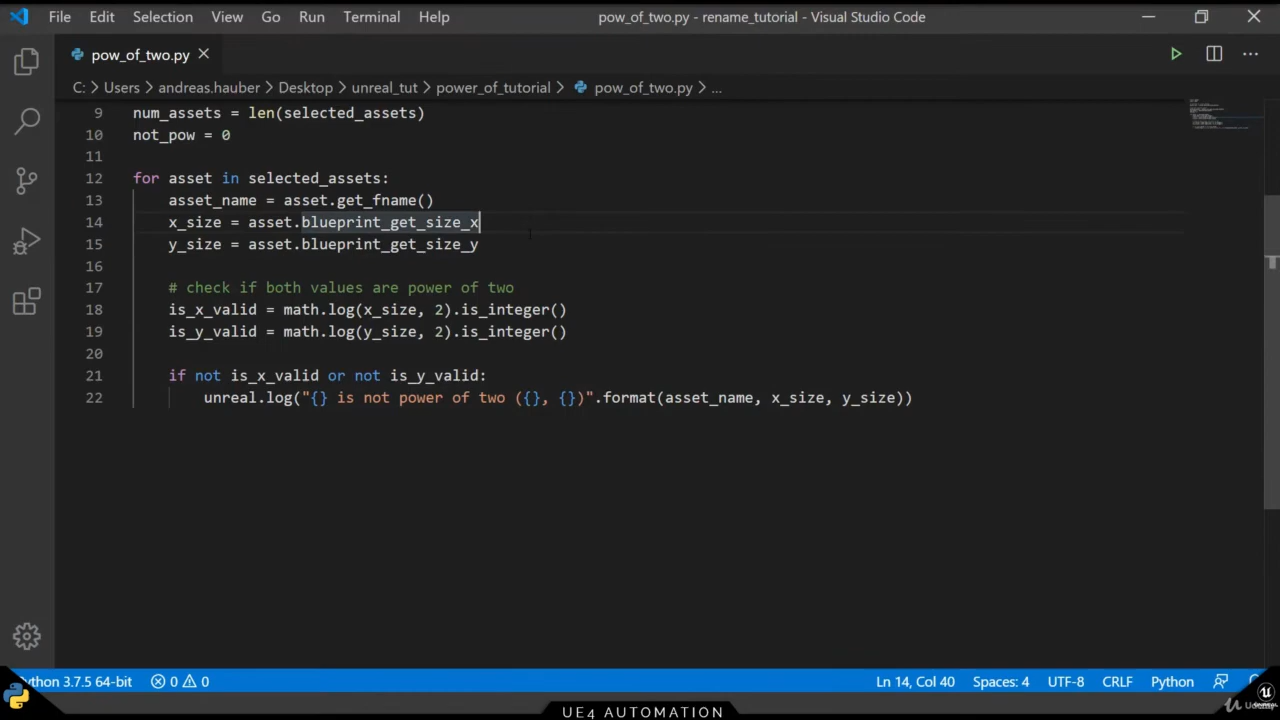 File Edit Selection View Go Run Terminal Help pow_of_two.py - rename_tutorial - Visual Studio Code
pow_of_two.py
C: > Users > andreas.hauber > Desktop > unreal_tut > power_of_tutorial > pow_of_two.py > ...
9 num_assets = len(selected_assets)
10 not_pow = 0
11
12 for asset in selected_assets:
13 asset_name = asset.get_fname()
14 x_size = asset.blueprint_get_size_x
15 y_size = asset.blueprint_get_size_y
16
17 # check if both values are power of two
18 is_x_valid = math.log(x_size, 2).is_integer()
19 is_y_valid = math.log(y_size, 2).is_integer()
20
21 if not is_x_valid or not is_y_valid:
22 unreal.log("{} is not power of two ({}, {})".format(asset_name, x_size, y_size))
ython 3.7.5 64-bit 0 0 Ln 14, Col 40 Spaces: 4 UTF-8 CRLF Python
UE4 AUTOMATION